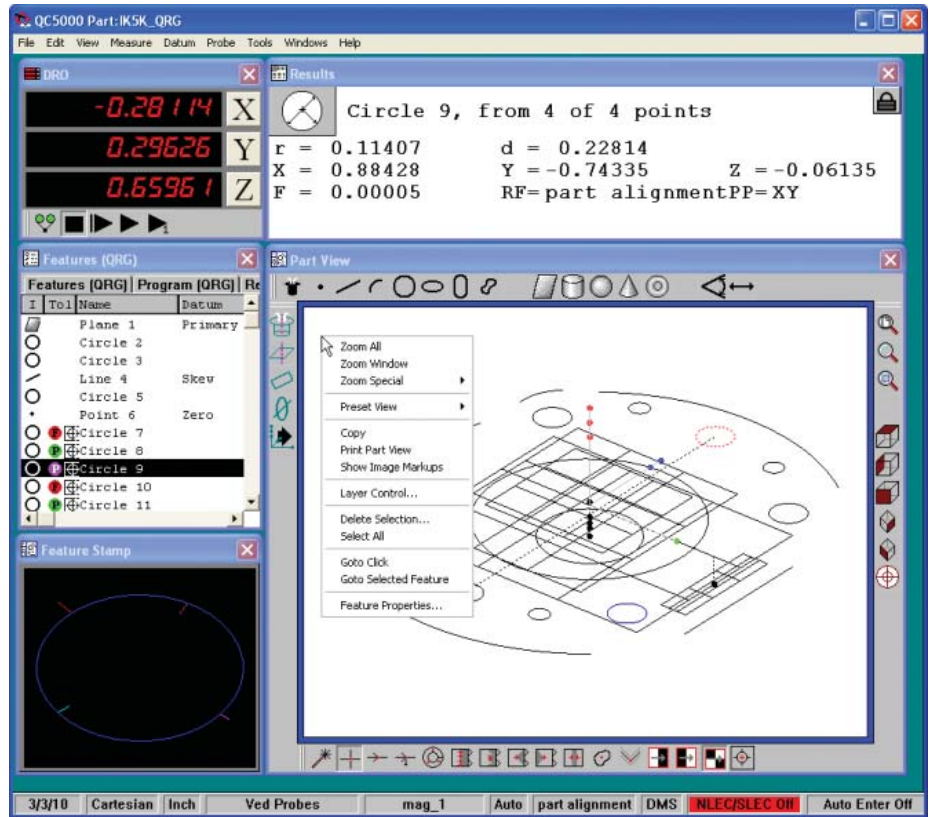 QC5000 Part:IK5K_QRG
File Edit View Measure Datum Probe Tools Windows Help
DRO
-0.28114 X
0.29626 Y
0.65961 Z
Results
Circle 9, from 4 of 4 points
r = 0.11407 d = 0.22814
X = 0.88428 Y =-0.74335 Z =-0.06135
F = 0.00005 RF= part alignmentPP= XY
Features (QRG)
Features (QRG) Program (QRG) Re
I Tol Name Datum
Plane 1 Primary
Circle 2
Circle 3
Line 4 Skew
Circle 5
Point 6 Zero
F Circle 7
P Circle 8
P Circle 9
F Circle 10
P Circle 11
Feature Stamp
Part View
Zoom All
Zoom Window
Zoom Special
Preset View
Copy
Print Part View
Show Image Markups
Layer Control...
Delete Selection...
Select All
Goto Click
Goto Selected Feature
Feature Properties...
3/3/10 Cartesian Inch Ved Probes mag_1 Auto part alignment DMS NLEC/SLEC Off Auto Enter Off